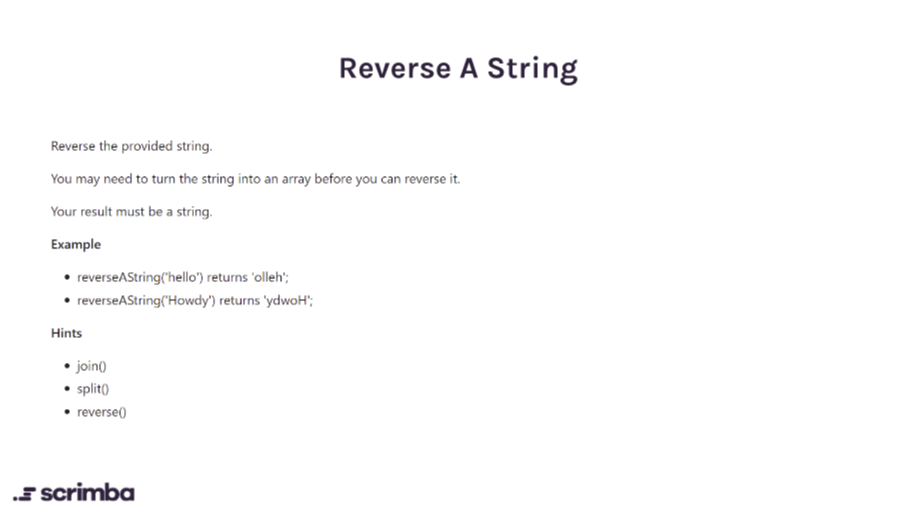 Reverse A String
Reverse the provided string.
You may need to turn the string into an array before you can reverse it.
Your result must be a string.
Example
• reverseAString('hello') returns 'olleh';
• reverseAString('Howdy') returns 'ydwoH';
Hints
• join()
• split()
• reverse()
scrimba